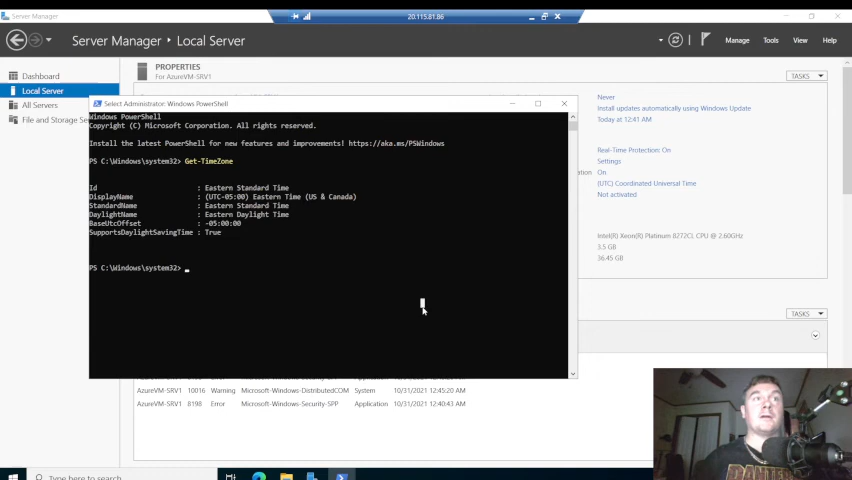 Server Manager
20.115.81.86
Server Manager ‣ Local Server
Manage Tools View Help
Dashboard
Local Server
All Servers
File and Storage Se
PROPERTIES
For AzureVM-SRV1
TASKS
Never
Install updates automatically using Windows Update
Today at 12:41 AM
Real-Time Protection: On
Settings
On
(UTC) Coordinated Universal Time
Not activated
Intel(R) Xeon(R) Platinum 8272CL CPU @ 2.60GHz
3.5 GB
36.45 GB
TASKS
Select Administrator: Windows PowerShell
Windows PowerShell
Copyright (C) Microsoft Corporation. All rights reserved.
Install the latest PowerShell for new features and improvements! https://aka.ms/PSWindows
PS C:\Windows\system32> Get-TimeZone
Id : Eastern Standard Time
DisplayName : (UTC-05:00) Eastern Time (US & Canada)
StandardName : Eastern Standard Time
DaylightName : Eastern Daylight Time
BaseUtcOffset : -05:00:00
SupportsDaylightSavingTime : True
PS C:\Windows\system32> _
AzureVM-SRV1 10016 Warning Microsoft-Windows-DistributedCOM System 10/31/2021 12:45:20 AM
AzureVM-SRV1 8198 Error Microsoft-Windows-Security-SPP Application 10/31/2021 12:40:43 AM
Type here to search
PANTERA